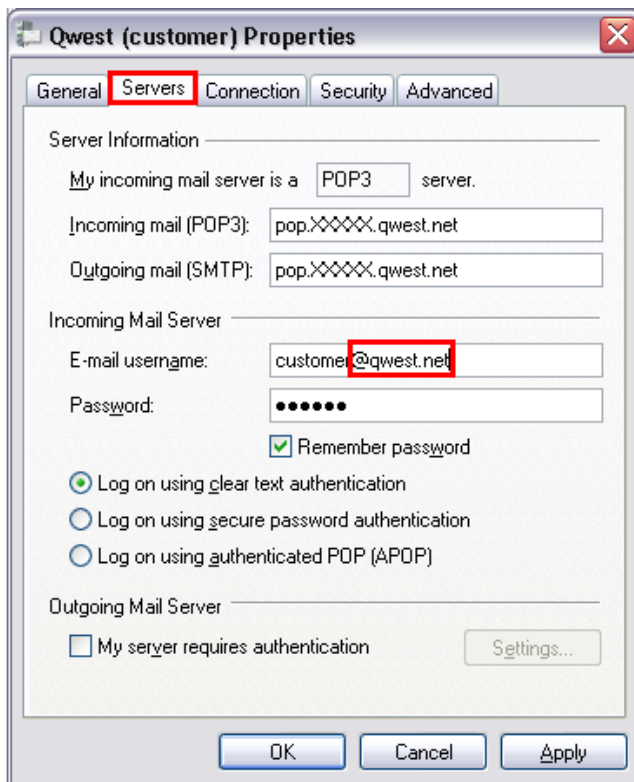 Qwest (customer) Properties
General Servers Connection Security Advanced
Server Information
My incoming mail server is a POP3 server.
Incoming mail (POP3): pop.XXXXX.qwest.net
Outgoing mail (SMTP): pop.XXXXX.qwest.net
Incoming Mail Server
E-mail username: customer@qwest.net
Password: ●●●●●●
Remember password
Log on using clear text authentication
Log on using secure password authentication
Log on using authenticated POP (APOP)
Outgoing Mail Server
My server requires authentication Settings...
OK Cancel Apply